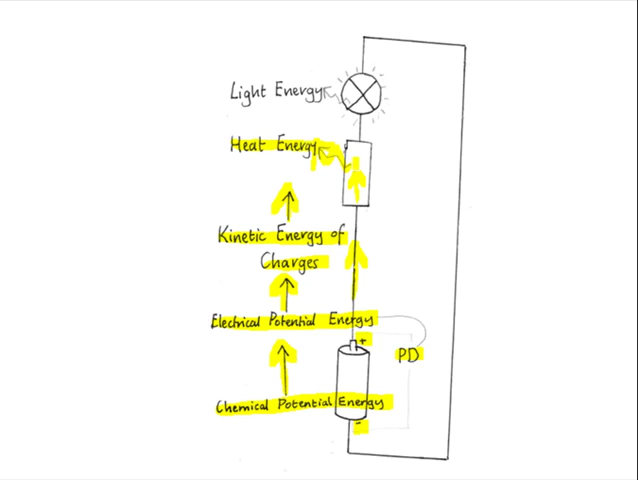 Light Energy
Heat Energy
Kinetic Energy of
Charges
Electrical Potential Energy
+
PD
Chemical Potential Energy
-